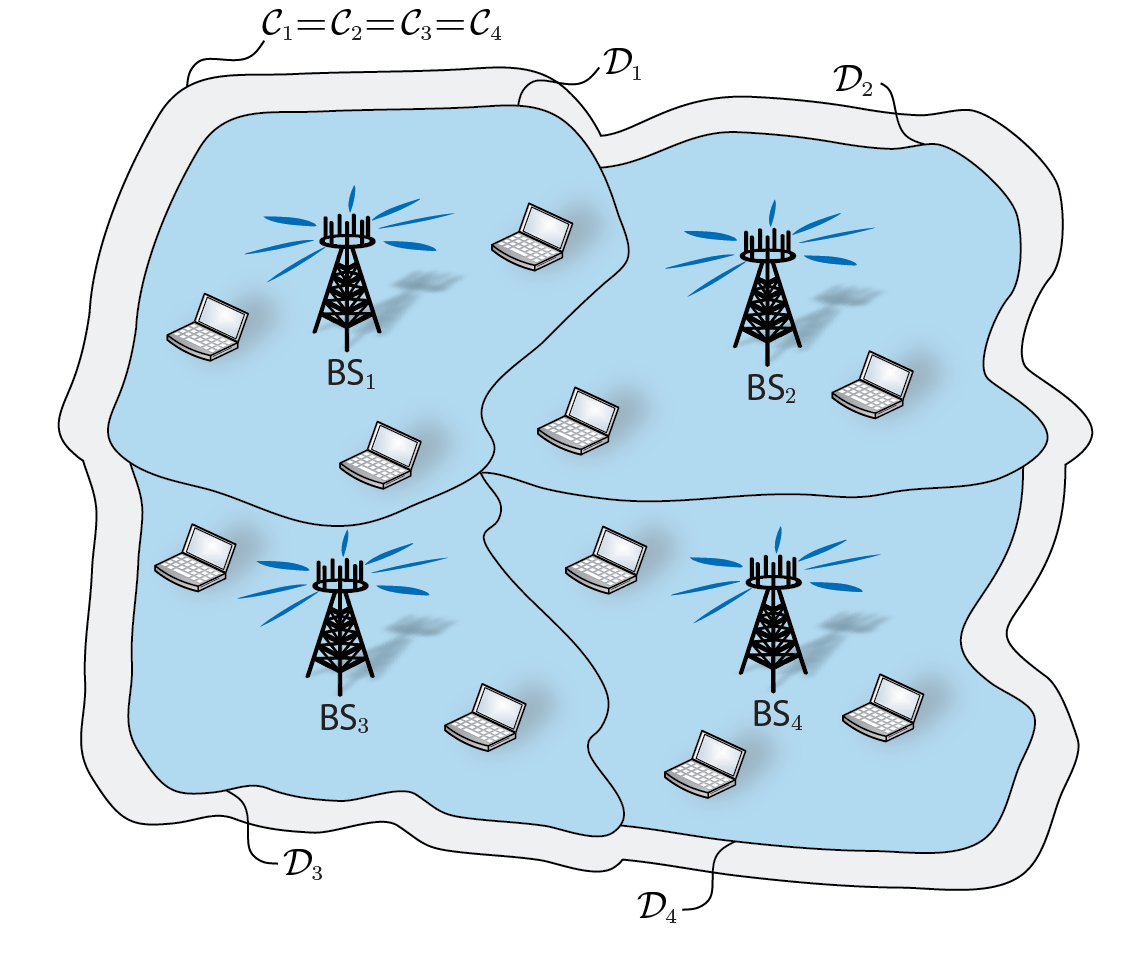 𝒞₁=𝒞₂=𝒞₃=𝒞₄
𝒟₁
𝒟₂
BS₁
BS₂
BS₃
BS₄
𝒟₃
𝒟₄